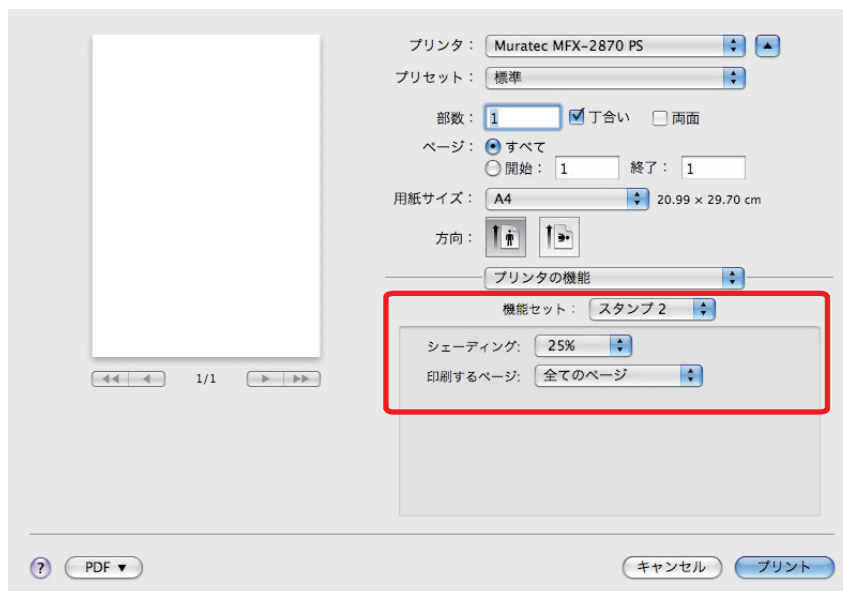 プリンタ： Muratec MFX-2870 PS
プリセット： 標準
部数： 1 丁合い 両面
ページ： すべて
開始： 1 終了： 1
用紙サイズ： A4 20.99 × 29.70 cm
方向：
プリンタの機能
機能セット： スタンプ 2
シェーディング: 25%
印刷するページ: 全てのページ
1/1
? PDF ▼ キャンセル プリント